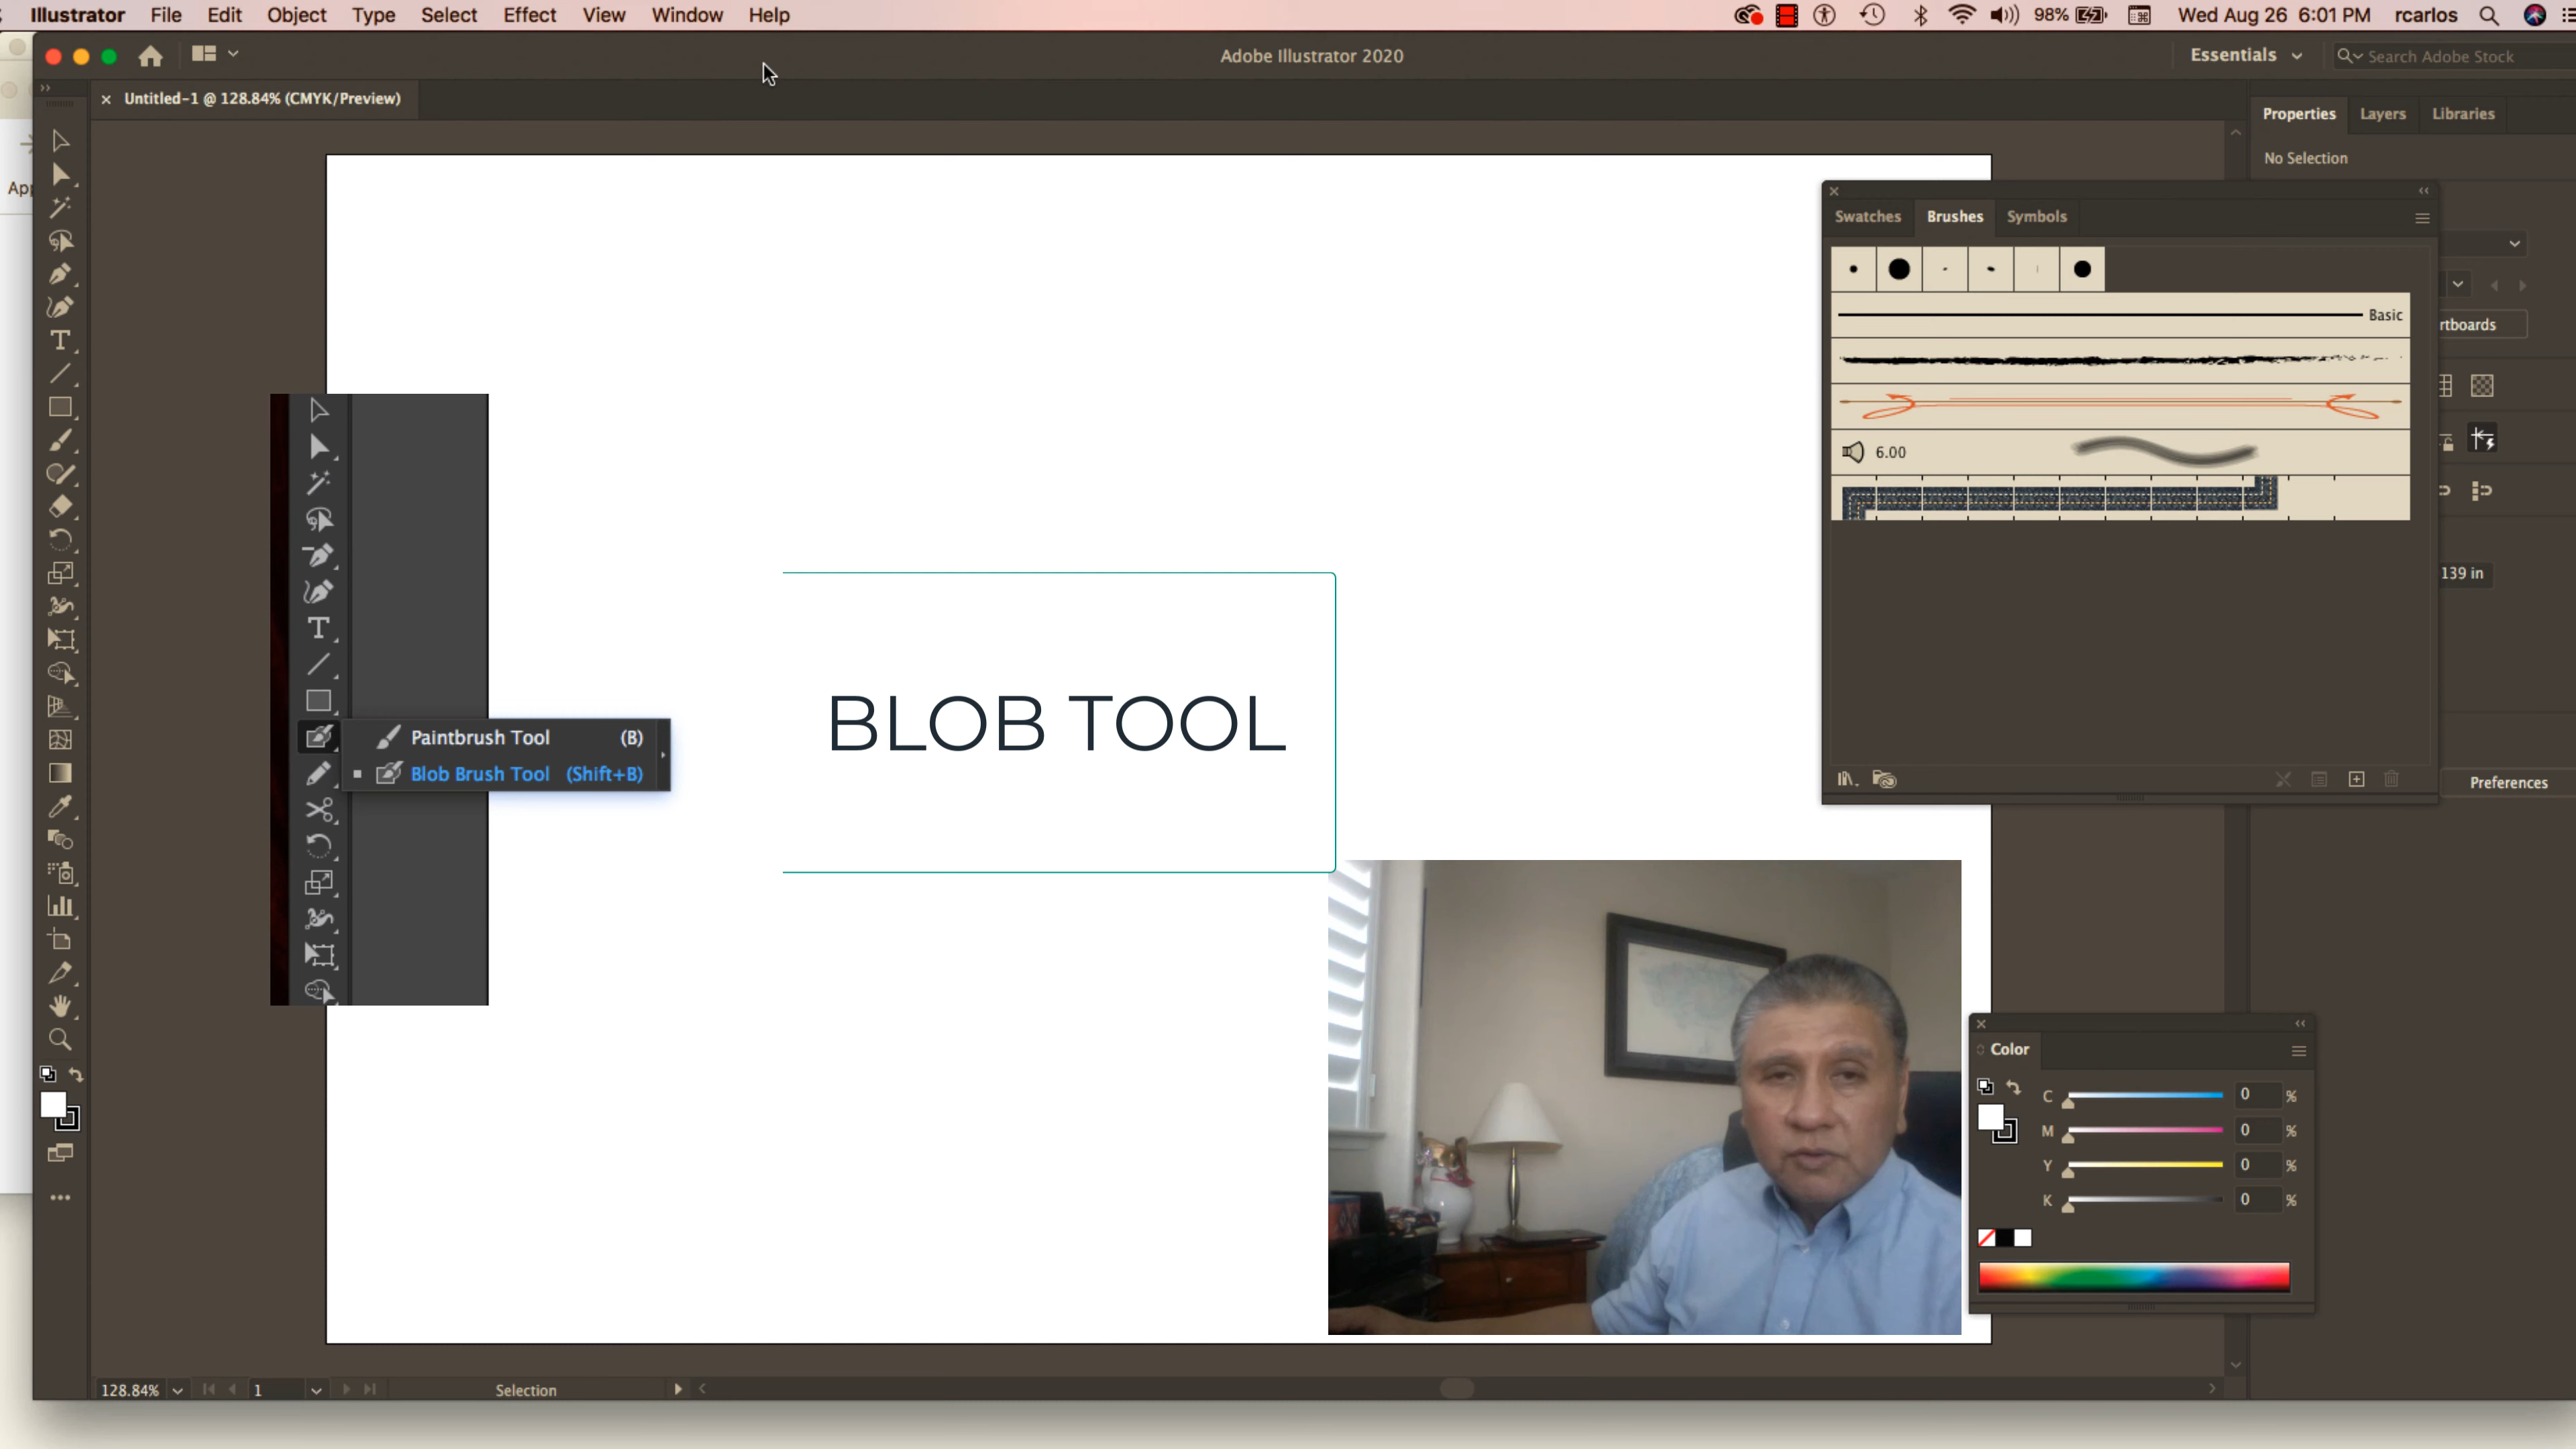 Illustrator File Edit Object Type Select Effect View Window Help 98% Wed Aug 26 6:01 PM rcarlos
Adobe Illustrator 2020 Essentials Search Adobe Stock
Untitled-1 @ 128.84% (CMYK/Preview)
Properties Layers Libraries
No Selection
Swatches Brushes Symbols
Basic
rtboards
6.00
139 in
BLOB TOOL
Paintbrush Tool (B)
Blob Brush Tool (Shift+B)
Preferences
Color
C 0 %
M 0 %
Y 0 %
K 0 %
128.84% 1 Selection